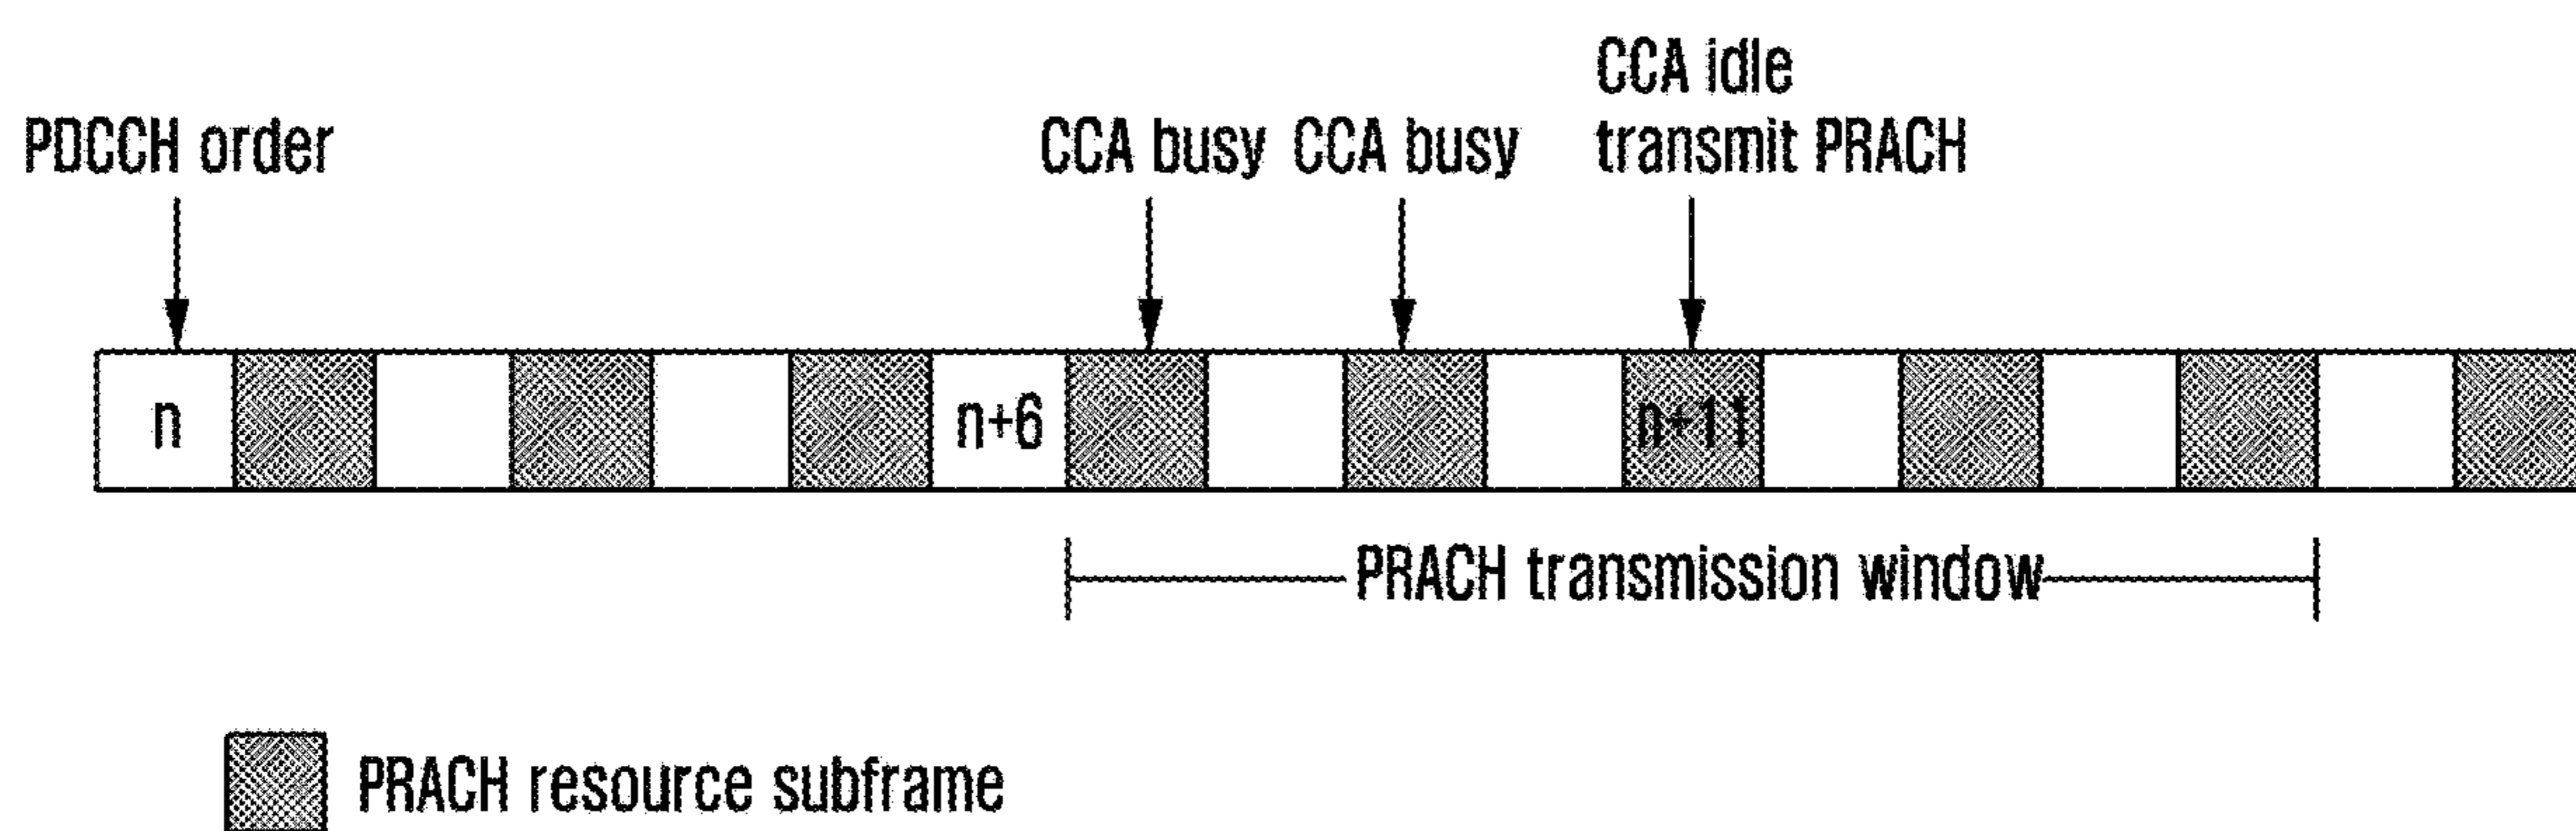 CCA idle
PDCCH order
CCA busy
CCA busy
transmit PRACH
n
n+6
n+11
PRACH transmission window
PRACH resource subframe